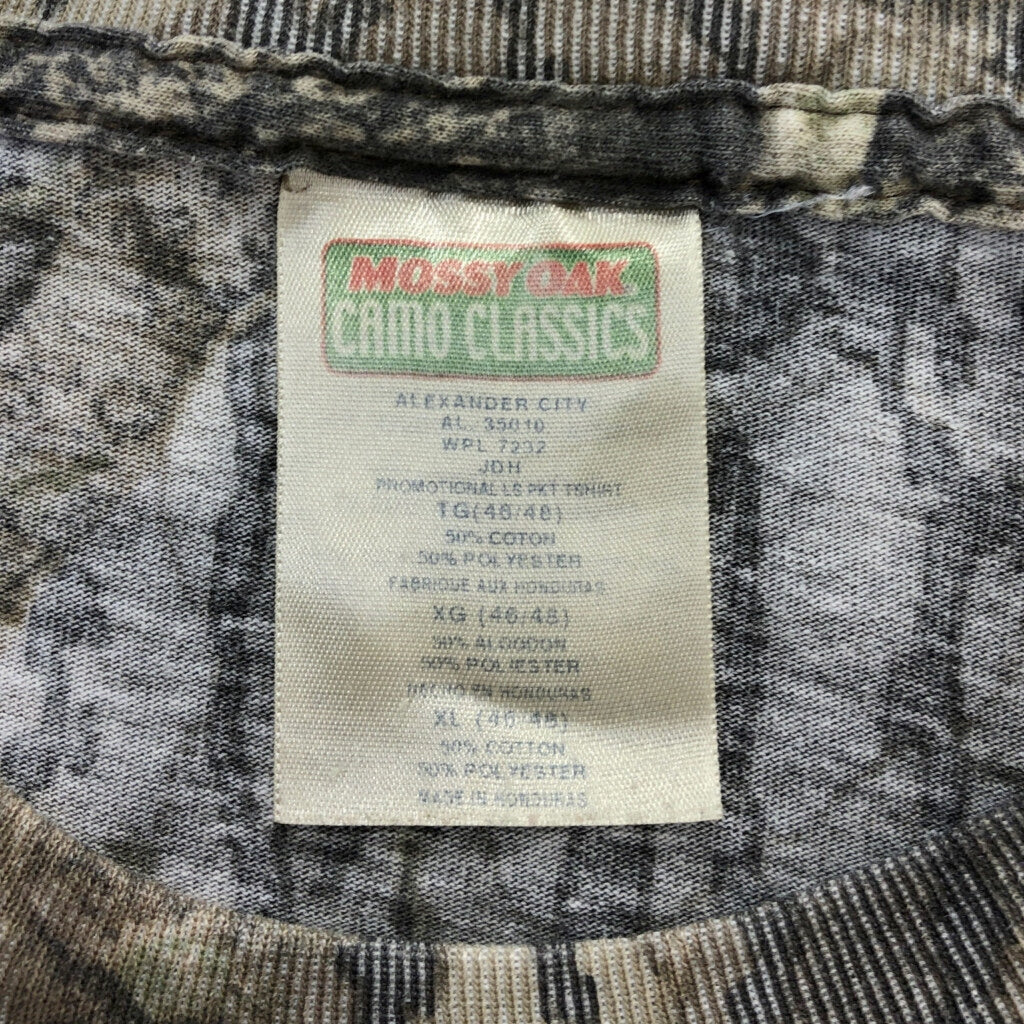 MOSSY OAK
CAMO CLASSICS
ALEXANDER CITY
AL 35010
WPL 7232
JDH
PROMOTIONAL LS PKT TSHIRT
TG(46/48)
50% COTON
50% POLYESTER
FABRIQUE AUX HONDURAS
XG (46/48)
50% ALGODON
50% POLIESTER
HECHO EN HONDURAS
XL (46/48)
50% COTTON
50% POLYESTER
MADE IN HONDURAS